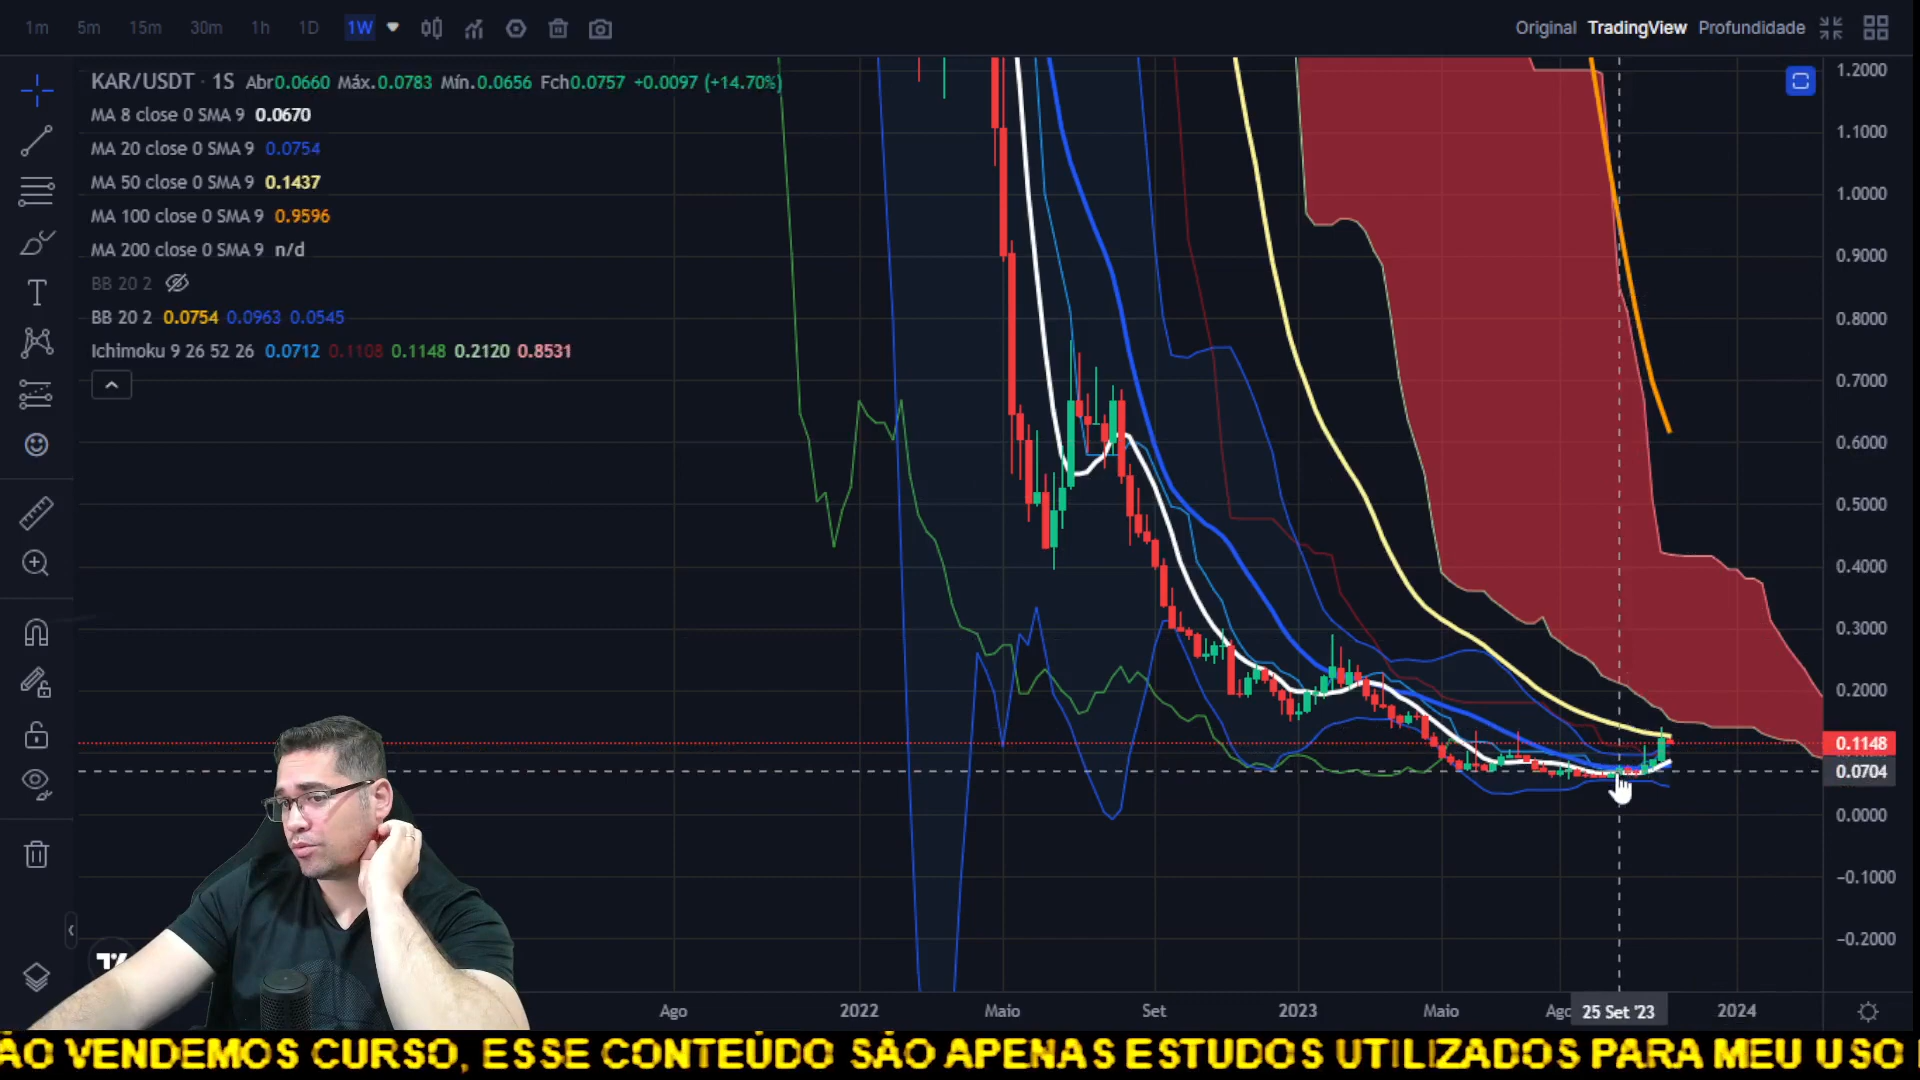 1m 5m 15m 30m 1h 1D 1W
Original TradingView Profundidade
KAR/USDT · 1S Abr0.0660 Máx.0.0783 Mín.0.0656 Fch0.0757 +0.0097 (+14.70%)
MA 8 close 0 SMA 9 0.0670
MA 20 close 0 SMA 9 0.0754
MA 50 close 0 SMA 9 0.1437
MA 100 close 0 SMA 9 0.9596
MA 200 close 0 SMA 9 n/d
BB 20 2
BB 20 2 0.0754 0.0963 0.0545
Ichimoku 9 26 52 26 0.0712 0.1108 0.1148 0.2120 0.8531
1.2000
1.1000
1.0000
0.9000
0.8000
0.7000
0.6000
0.5000
0.4000
0.3000
0.2000
0.1148
0.0704
0.0000
−0.1000
−0.2000
Ago 2022 Maio Set 2023 Maio Ago 25 Set '23 2024
ÃO VENDEMOS CURSO, ESSE CONTEÚDO SÃO APENAS ESTUDOS UTILIZADOS PARA MEU USO